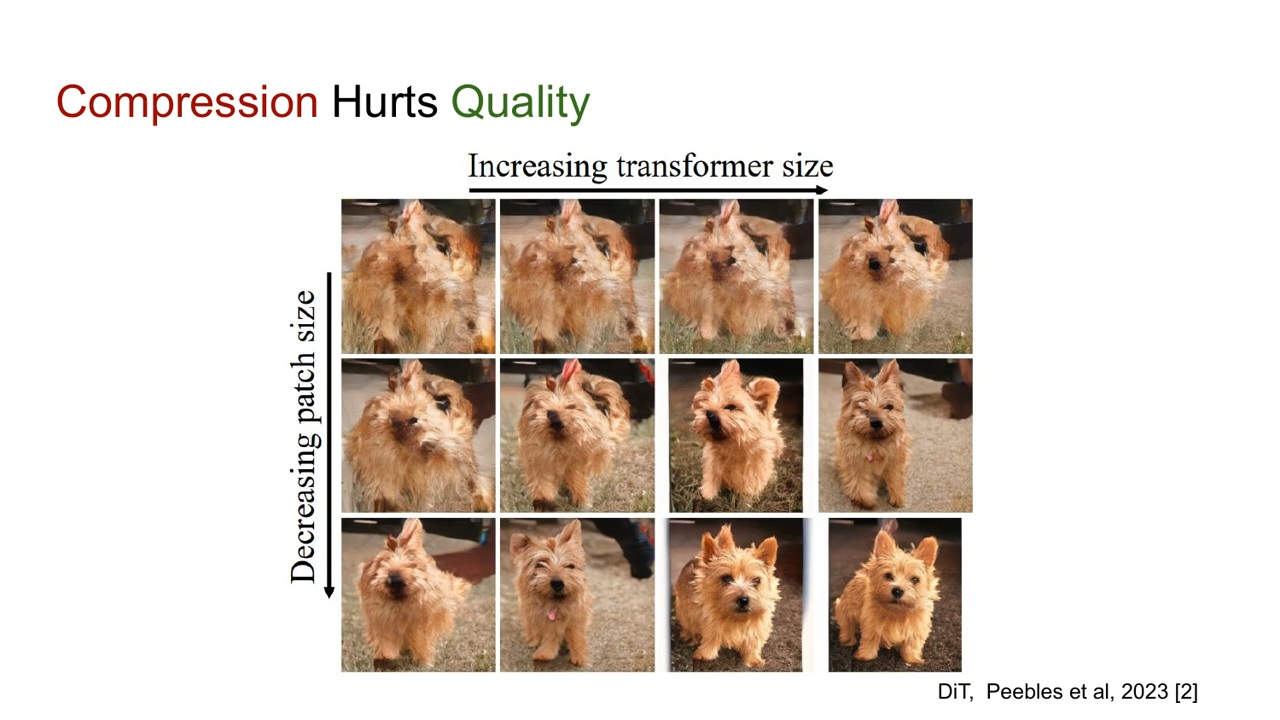 Compression Hurts Quality
Increasing transformer size
Decreasing patch size
DiT,  Peebles et al, 2023 [2]